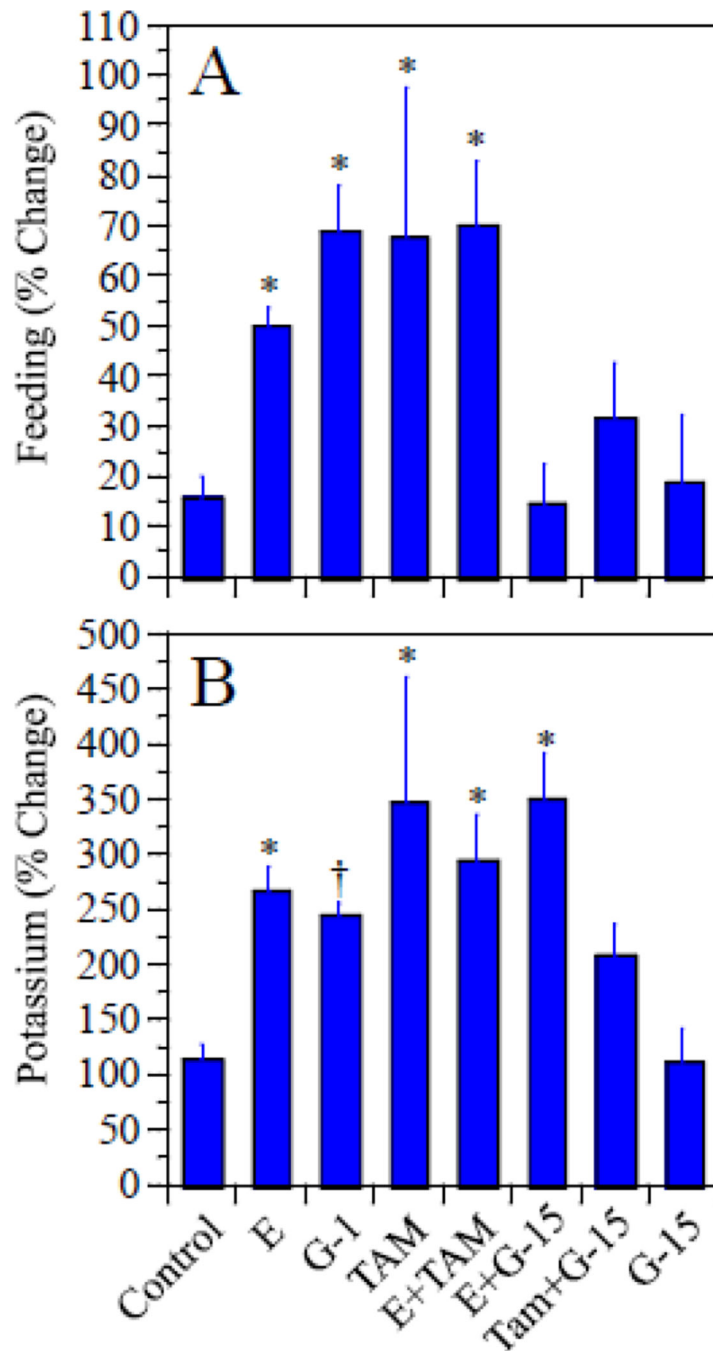 A
Feeding (% Change)
110
100
90
80
70
60
50
40
30
20
10
0
*
*
*
*
B
Potassium (% Change)
500
450
400
350
300
250
200
150
100
50
0
*
†
*
*
*
Control
E
G-1
TAM
E+TAM
E+G-15
Tam+G-15
G-15